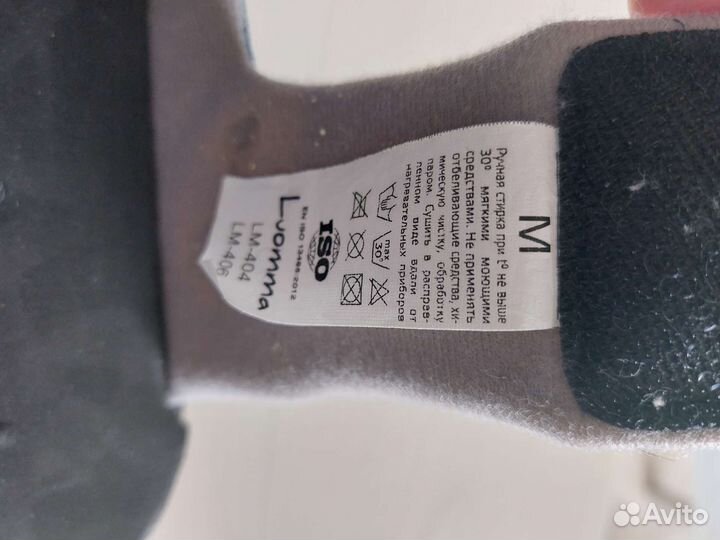 M
Ручная стирка при t° не выше
30° мягкими моющими
средствами. Не применять
отбеливающие средства, хи-
мическую чистку, обработку
паром. Сушить в расправ-
ленном виде вдали от
нагревательных приборов
max
30°
ISO
EN ISO 13485:2012
Luomma
LM-404
LM-406
Avito